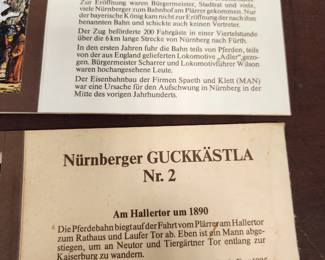 Zur Eröffnung waren Bürgermeister, Stadtrat und viele,
viele Nürnberger zum Bahnhof am Plärrer gekommen. Nur
der bayerische König kam nicht zur Eröffnung der nach ihm
benannten Bahn und schickte auch keinen Vertreter.
Der Zug beförderte 200 Fahrgäste in einer Viertelstunde
über die 6 km lange Strecke von Nürnberg nach Fürth.
In den ersten Jahren fuhr die Bahn teils von Pferden, teils
von der aus England gelieferten Lokomotive „Adler“ gezo-
gen. Bürgermeister Scharrer und Lokomotivführer Wilson
waren hochangesehene Leute.
Der Eisenbahnbau der Firmen Spaeth und Klett (MAN)
war eine Ursache für den Aufschwung in Nürnberg in der
Mitte des vorigen Jahrhunderts.
Nürnberger GUCKKÄSTLA
Nr. 2
Am Hallertor um 1890
Die Pferdebahn biegt auf der Fahrt vom Plärrer am Hallertor
zum Rathaus und Laufer Tor ab. Eben ist ein Mann abge-
stiegen, um an Neutor und Tiergärtner Tor entlang zur
Kaiserburg zu wandern.